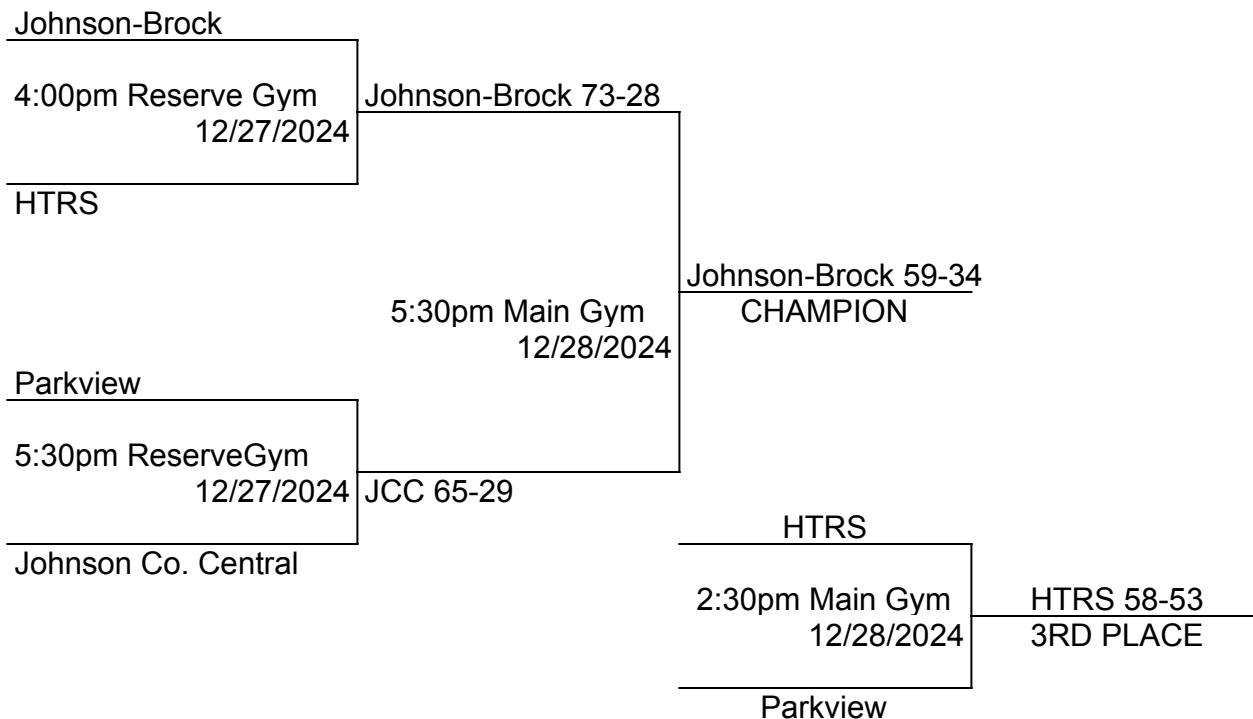 Johnson-Brock
4:00pm Reserve Gym
12/27/2024
Johnson-Brock 73-28
HTRS
Johnson-Brock 59-34
CHAMPION
5:30pm Main Gym
12/28/2024
Parkview
5:30pm ReserveGym
12/27/2024
JCC 65-29
Johnson Co. Central
HTRS
2:30pm Main Gym
12/28/2024
HTRS 58-53
3RD PLACE
Parkview